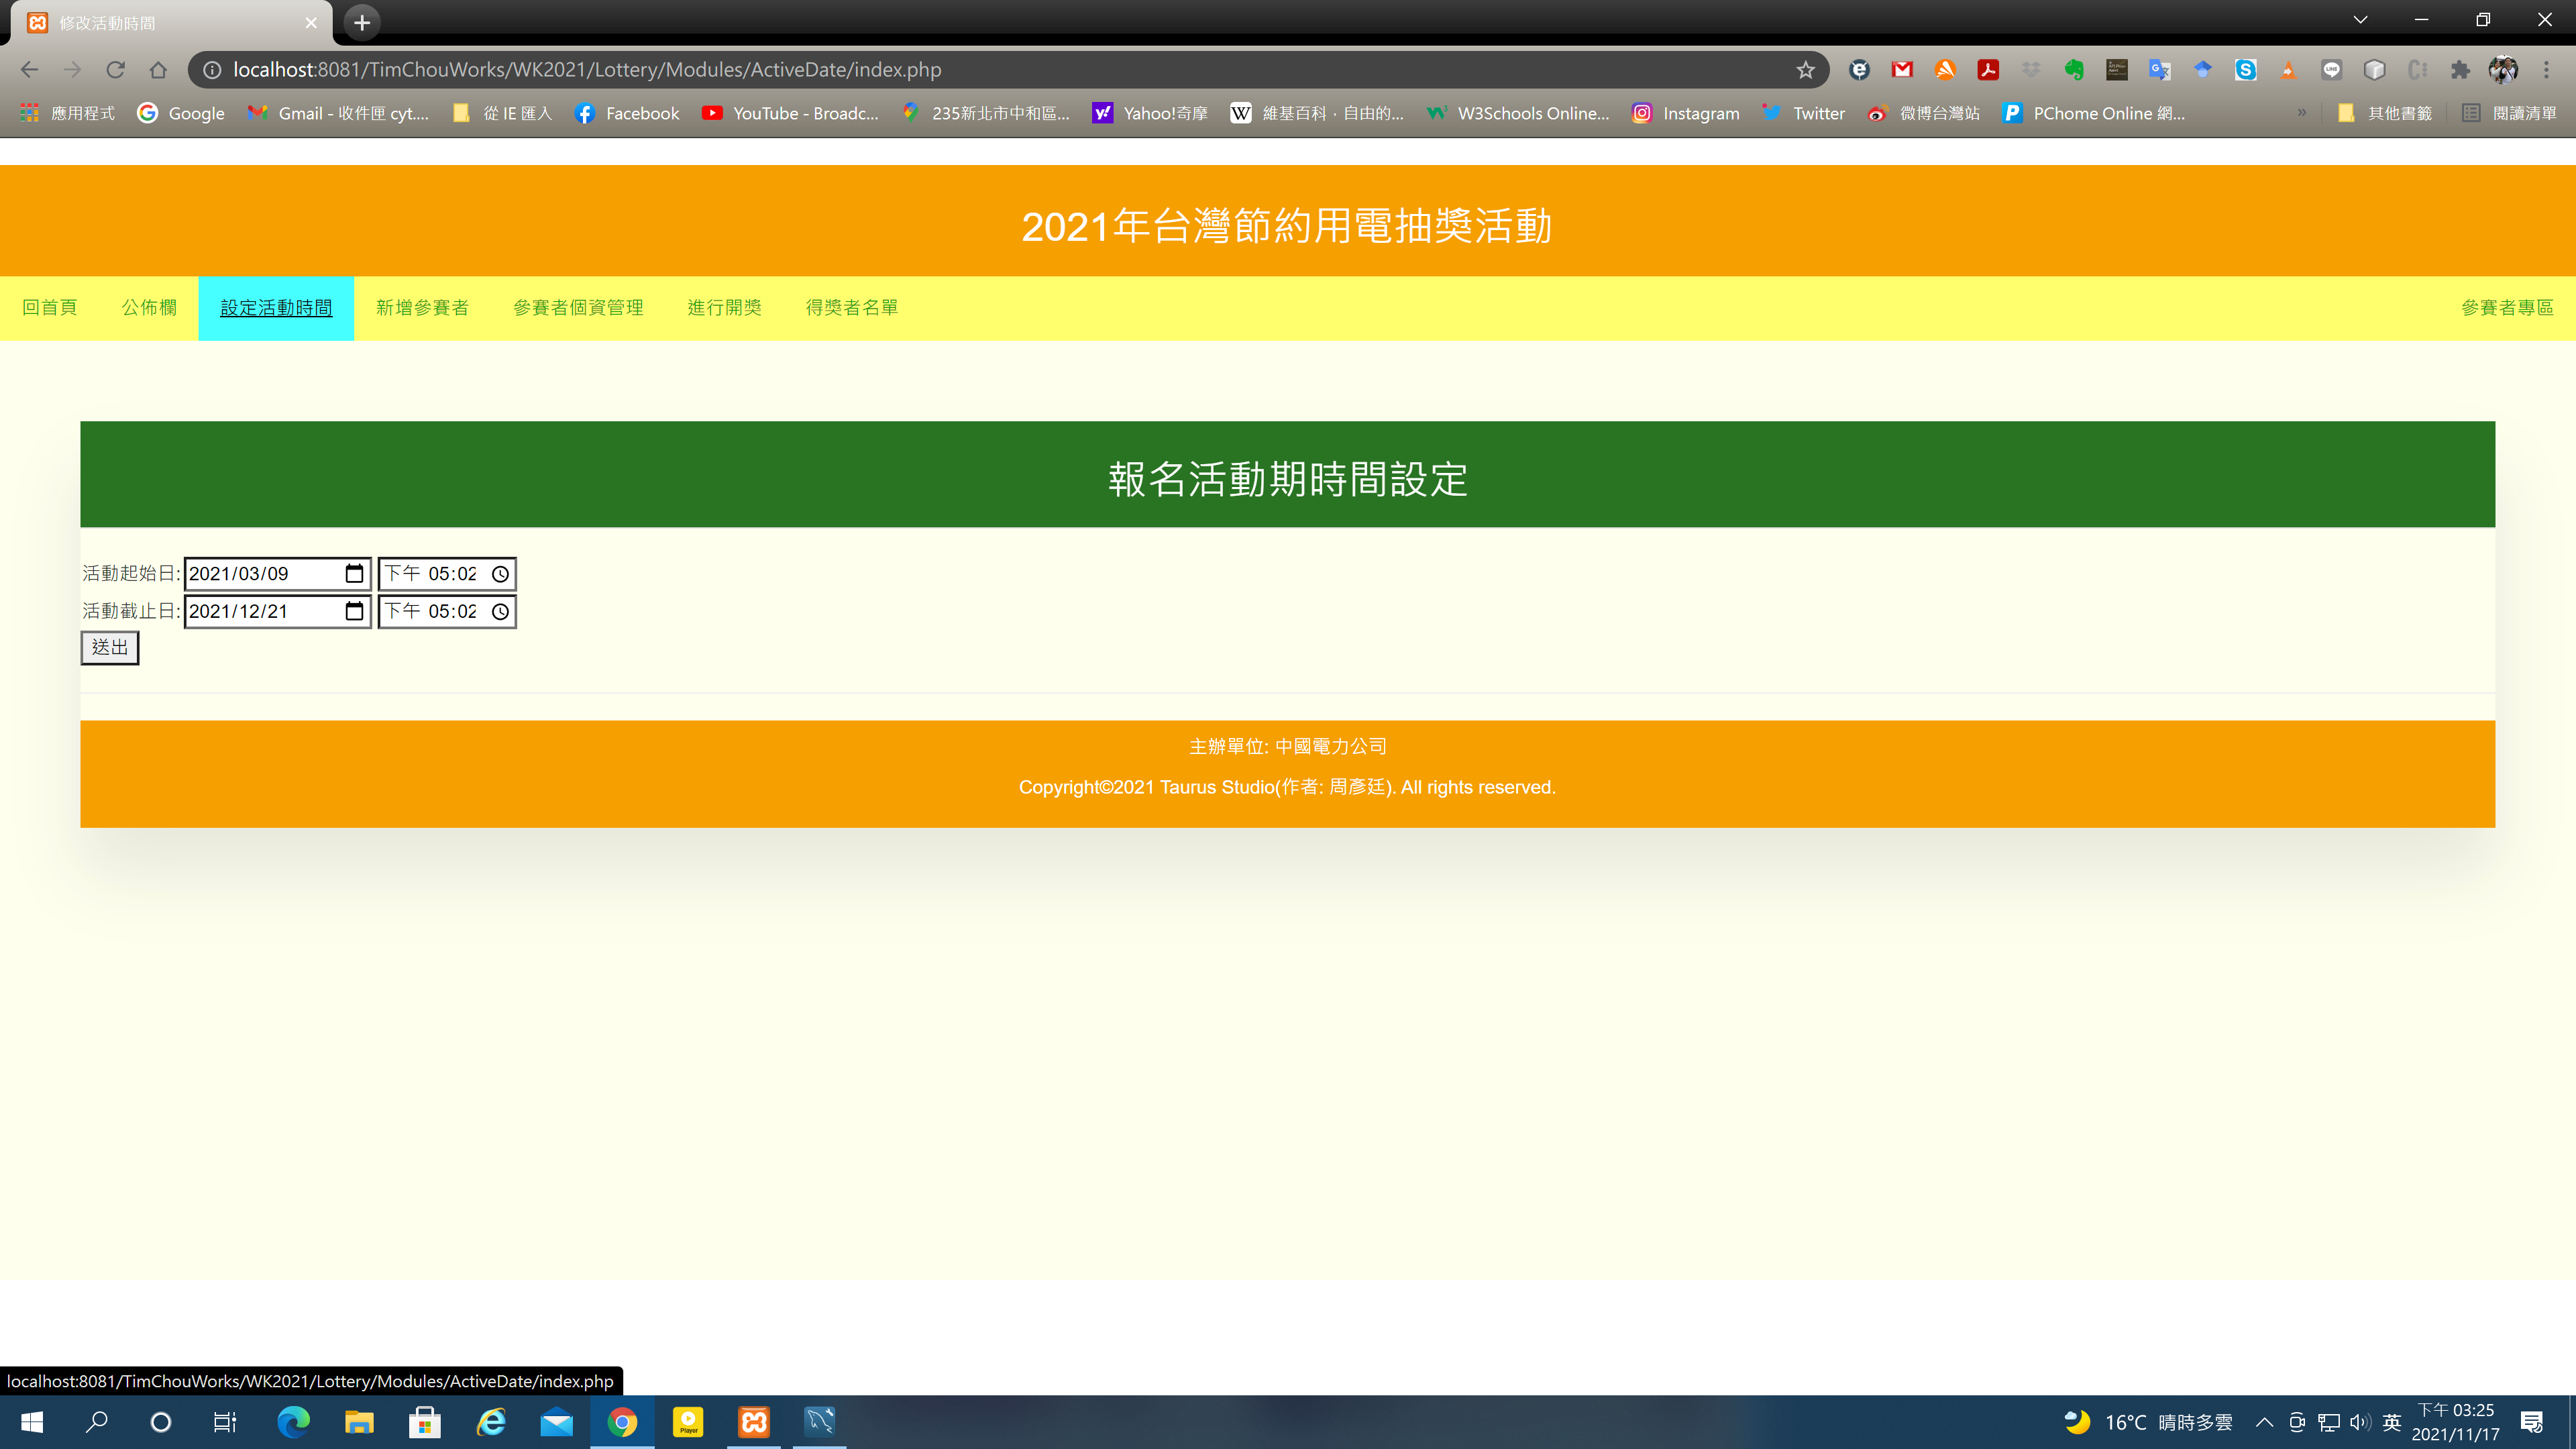 修改活動時間
localhost:8081/TimChouWorks/WK2021/Lottery/Modules/ActiveDate/index.php
應用程式 Google Gmail - 收件匣 cyt.... 從 IE 匯入 Facebook YouTube - Broadc... 235新北市中和區... Yahoo!奇摩 維基百科，自由的... W3Schools Online... Instagram Twitter 微博台灣站 PChome Online 網... » 其他書籤 閱讀清單
2021年台灣節約用電抽獎活動
回首頁 公佈欄 設定活動時間 新增參賽者 參賽者個資管理 進行開獎 得獎者名單 參賽者專區
報名活動期時間設定
活動起始日: 2021/03/09 下午 05:02
活動截止日: 2021/12/21 下午 05:02
送出
主辦單位: 中國電力公司
Copyright©2021 Taurus Studio(作者: 周彥廷). All rights reserved.
localhost:8081/TimChouWorks/WK2021/Lottery/Modules/ActiveDate/index.php
Player
16°C 晴時多雲 英 下午 03:25
2021/11/17